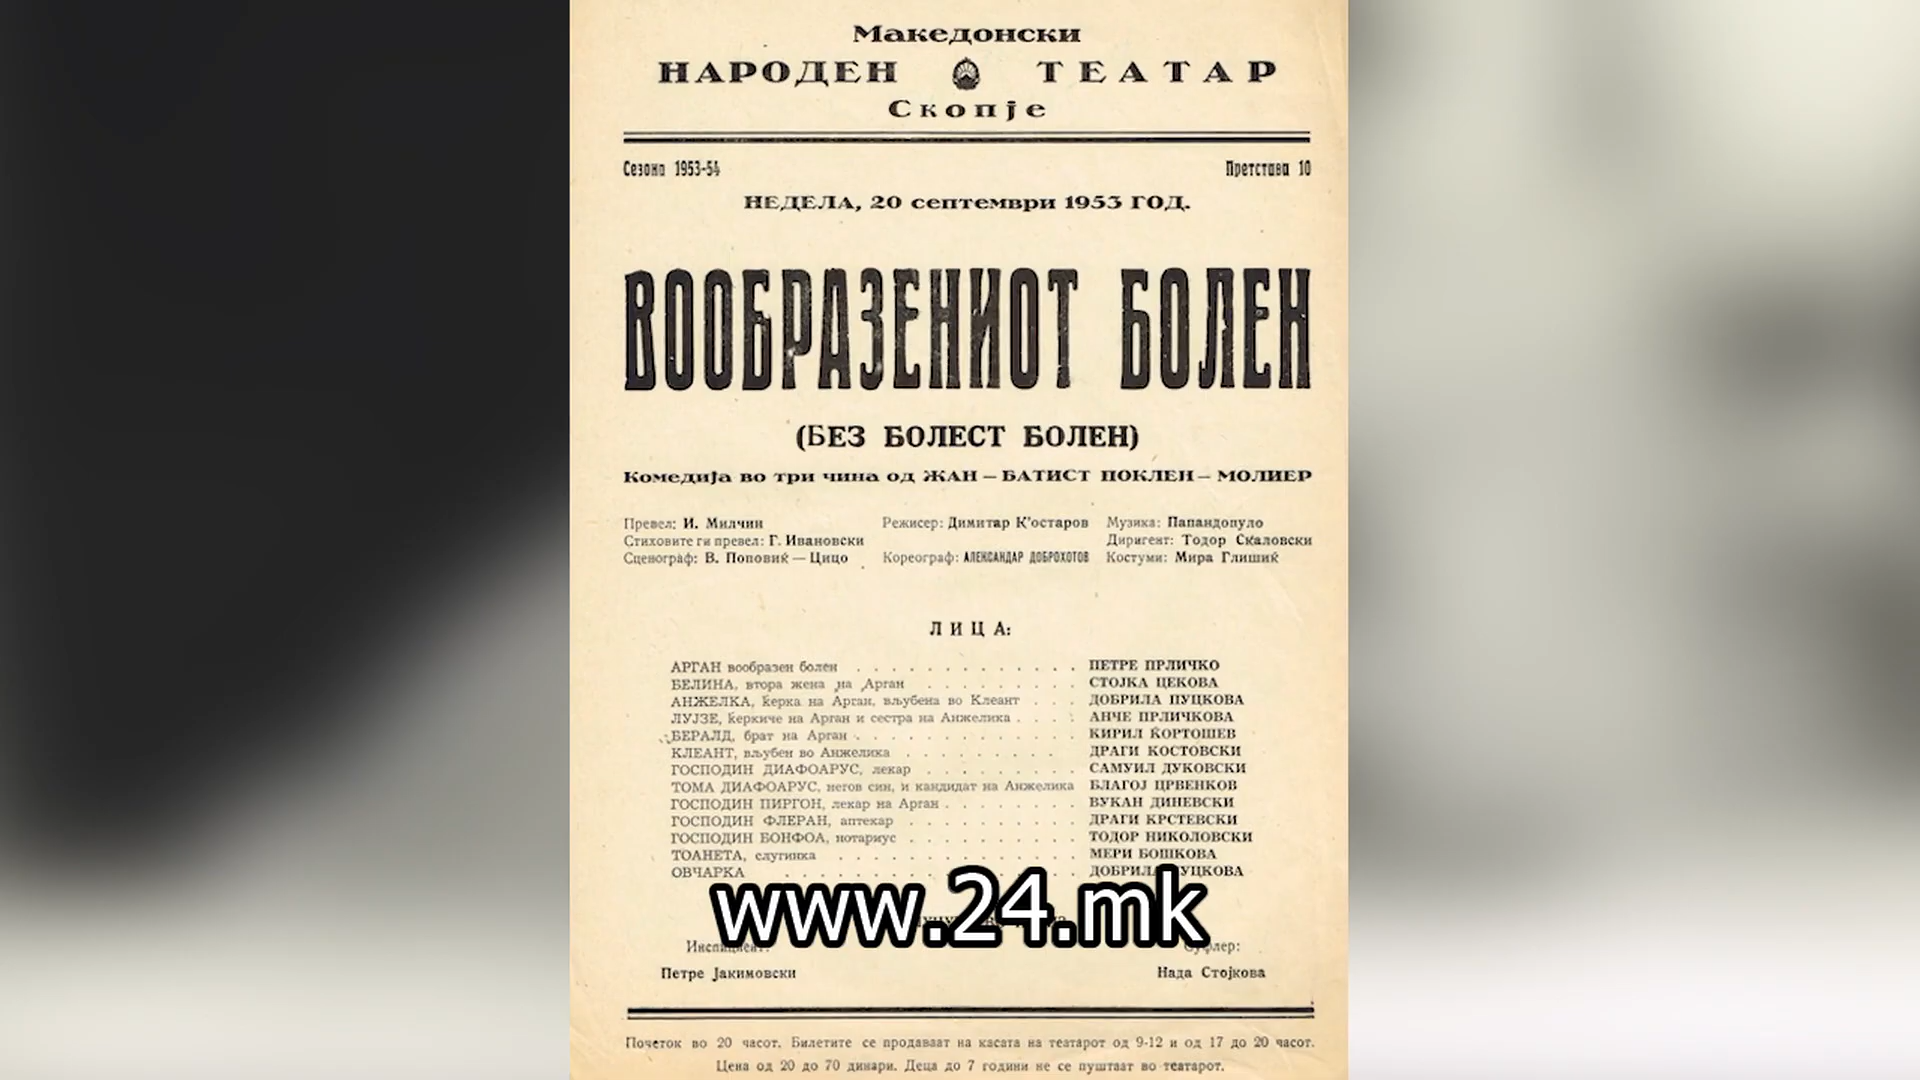 Македонски
НАРОДЕН ТЕАТАР
Скопје
Сезона 1953-54 Претстава 10
НЕДЕЛА, 20 септември 1953 ГОД.
ВООБРАЗЕНИОТ БОЛЕН
(БЕЗ БОЛЕСТ БОЛЕН)
Комедија во три чина од ЖАН – БАТИСТ ПОКЛЕН – МОЛИЕР
Превел: И. Милчин Режисер: Димитар К'остаров Музика: Папандопуло
Стиховите ги превел: Г. Ивановски Диригент: Тодор Скаловски
Сценограф: В. Поповиќ — Цицо Кореограф: АЛЕКСАНДАР ДОБРОХОТОВ Костуми: Мира Глишиќ
ЛИЦА:
АРГАН вообразен болен . . . . . . . . . . . . . ПЕТРЕ ПРЛИЧКО
БЕЛИНА, втора жена на Арган . . . . . . . . . СТОЈКА ЦЕКОВА
АНЖЕЛКА, ќерка на Арган, вљубена во Клеант . . . ДОБРИЛА ПУЦКОВА
ЛУЈЗЕ, ќеркиче на Арган и сестра на Анжелика . . . . АНЧЕ ПРЛИЧКОВА
БЕРАЛД, брат на Арган . . . . . . . . . . . . . КИРИЛ ЌОРТОШЕВ
КЛЕАНТ, вљубен во Анжелика . . . . . . . . . ДРАГИ КОСТОВСКИ
ГОСПОДИН ДИАФОАРУС, лекар . . . . . . . . . САМУИЛ ДУКОВСКИ
ТОМА ДИАФОАРУС, негов син, и кандидат на Анжелика БЛАГОЈ ЦРВЕНКОВ
ГОСПОДИН ПИРГОН, лекар на Арган . . . . . . . . ВУКАН ДИНЕВСКИ
ГОСПОДИН ФЛЕРАН, аптекар . . . . . . . . . . ДРАГИ КРСТЕВСКИ
ГОСПОДИН БОНФОА, нотариус . . . . . . . . . . ТОДОР НИКОЛОВСКИ
ТОАНЕТА, слугинка . . . . . . . . . . . . . . МЕРИ БОШКОВА
ОВЧАРКА . . . . . . . . . . . . . . . . ДОБРИЛА ПУЦКОВА
www.24.mk
Инспициент: Суфлер:
Петре Јакимовски Нада Стојкова
Почеток во 20 часот. Билетите се продаваат на касата на театарот од 9-12 и од 17 до 20 часот.
Цена од 20 до 70 динари. Деца до 7 години не се пуштаат во театарот.